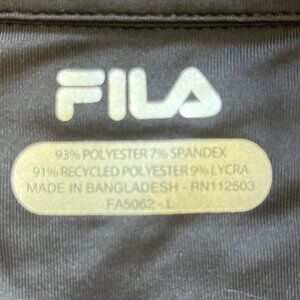 FILA
93% POLYESTER 7% SPANDEX
91% RECYCLED POLYESTER 9% LYCRA
MADE IN BANGLADESH - RN112503
FA5062 - L